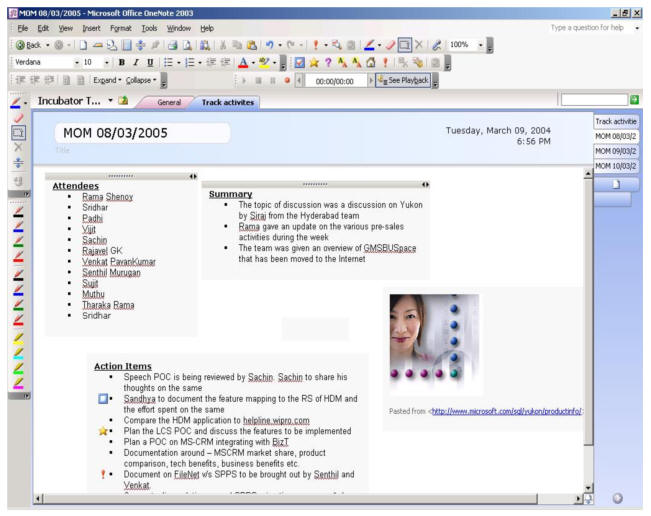 MOM 08/03/2005 - Microsoft Office OneNote 2003
File Edit View Insert Format Tools Window Help
Type a question for help
Back
100%
Verdana 10 B I U
Expand Collapse
00:00/00:00 See Playback
Incubator T...
General
Track activites
Track activitie
MOM 08/03/2
MOM 09/03/2
MOM 10/03/2
MOM 08/03/2005
Title
Tuesday, March 09, 2004
6:56 PM
Attendees
Rama Shenoy
Sridhar
Padhi
Vijit
Sachin
Rajavel GK
Venkat PavanKumar
Senthil Murugan
Sujit
Muthu
Tharaka Rama
Sridhar
Summary
The topic of discussion was a discussion on Yukon
by Siraj from the Hyderabad team
Rama gave an update on the various pre-sales
activities during the week
The team was given an overview of GMSBUSpace
that has been moved to the Internet
Pasted from <http://www.microsoft.com/sql/yukon/productinfo/
Action Items
Speech POC is being reviewed by Sachin. Sachin to share his
thoughts on the same
Sandhya to document the feature mapping to the RS of HDM and
the effort spent on the same
Compare the HDM application to helpline.wipro.com
Plan the LCS POC and discuss the features to be implemented
Plan a POC on MS-CRM integrating with BizT
Documentation around – MSCRM market share, product
comparison, tech benefits, business benefits etc.
Document on FileNet v/s SPPS to be brought out by Senthil and
Venkat.